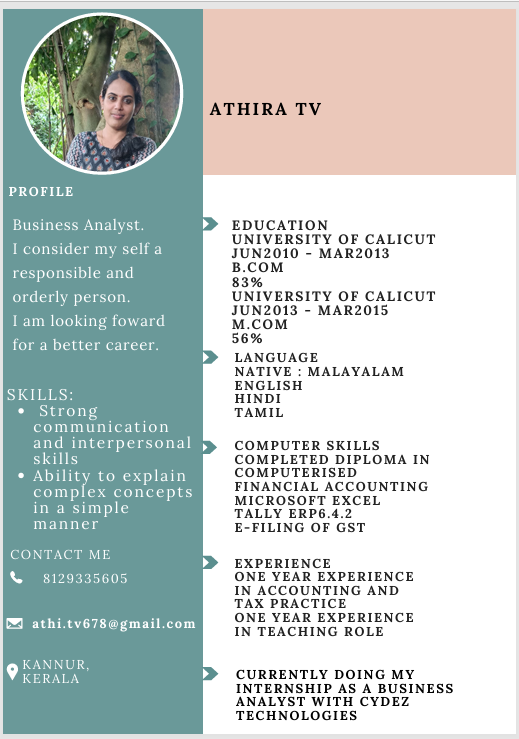 ATHIRA TV
PROFILE
Business Analyst.
I consider my self a
responsible and
orderly person.
I am looking foward
for a better career.
SKILLS:
• Strong
communication
and interpersonal
skills
• Ability to explain
complex concepts
in a simple
manner
CONTACT ME
8129335605
athi.tv678@gmail.com
KANNUR,
KERALA
EDUCATION
UNIVERSITY OF CALICUT
JUN2010 - MAR2013
B.COM
83%
UNIVERSITY OF CALICUT
JUN2013 - MAR2015
M.COM
56%
LANGUAGE
NATIVE : MALAYALAM
ENGLISH
HINDI
TAMIL
COMPUTER SKILLS
COMPLETED DIPLOMA IN
COMPUTERISED
FINANCIAL ACCOUNTING
MICROSOFT EXCEL
TALLY ERP6.4.2
E-FILING OF GST
EXPERIENCE
ONE YEAR EXPERIENCE
IN ACCOUNTING AND
TAX PRACTICE
ONE YEAR EXPERIENCE
IN TEACHING ROLE
CURRENTLY DOING MY
INTERNSHIP AS A BUSINESS
ANALYST WITH CYDEZ
TECHNOLOGIES